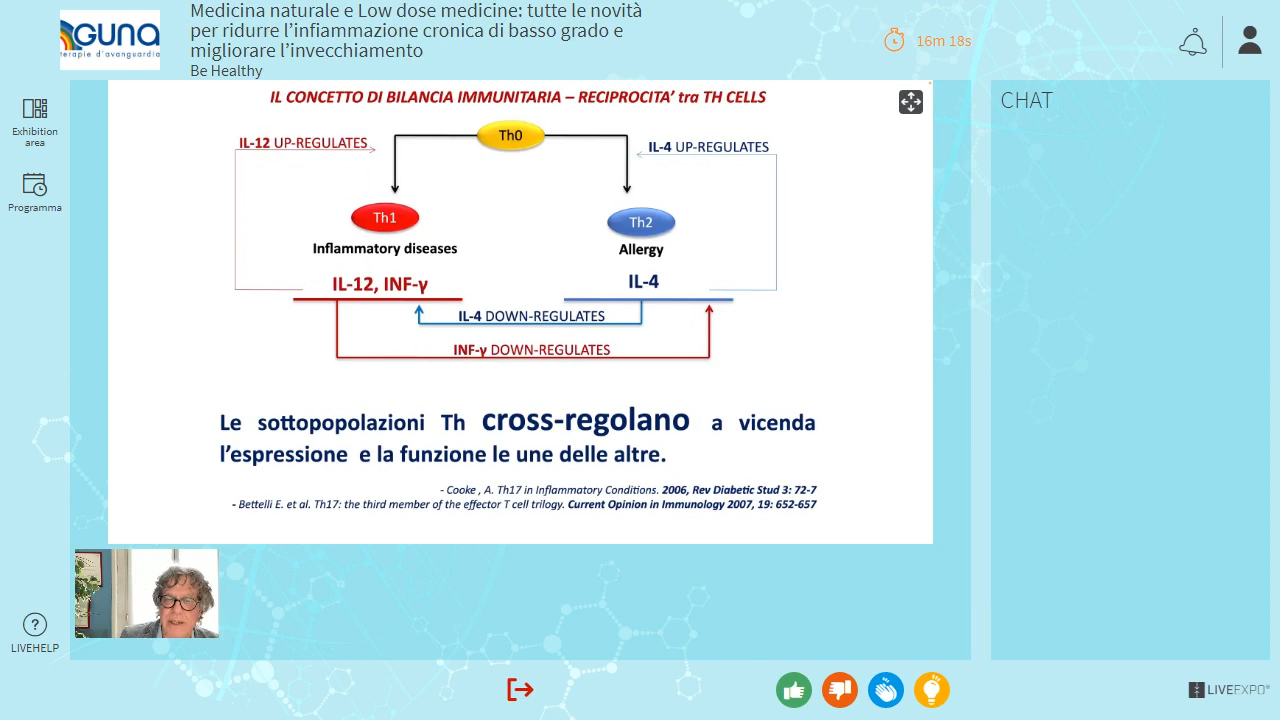 GUNA
terapie d'avanguardia
Medicina naturale e Low dose medicine: tutte le novità
per ridurre l'infiammazione cronica di basso grado e
migliorare l'invecchiamento
Be Healthy
16m 18s
Exhibition
area
Programma
LIVEHELP
IL CONCETTO DI BILANCIA IMMUNITARIA – RECIPROCITA' tra TH CELLS
Th0
IL-12 UP-REGULATES
IL-4 UP-REGULATES
Th1
Th2
Inflammatory diseases
Allergy
IL-12, INF-γ
IL-4
IL-4 DOWN-REGULATES
INF-γ DOWN-REGULATES
Le sottopopolazioni Th cross-regolano a vicenda
l'espressione e la funzione le une delle altre.
- Cooke , A. Th17 in Inflammatory Conditions. 2006, Rev Diabetic Stud 3: 72-7
- Bettelli E. et al. Th17: the third member of the effector T cell trilogy. Current Opinion in Immunology 2007, 19: 652-657
CHAT
LIVEEXPO